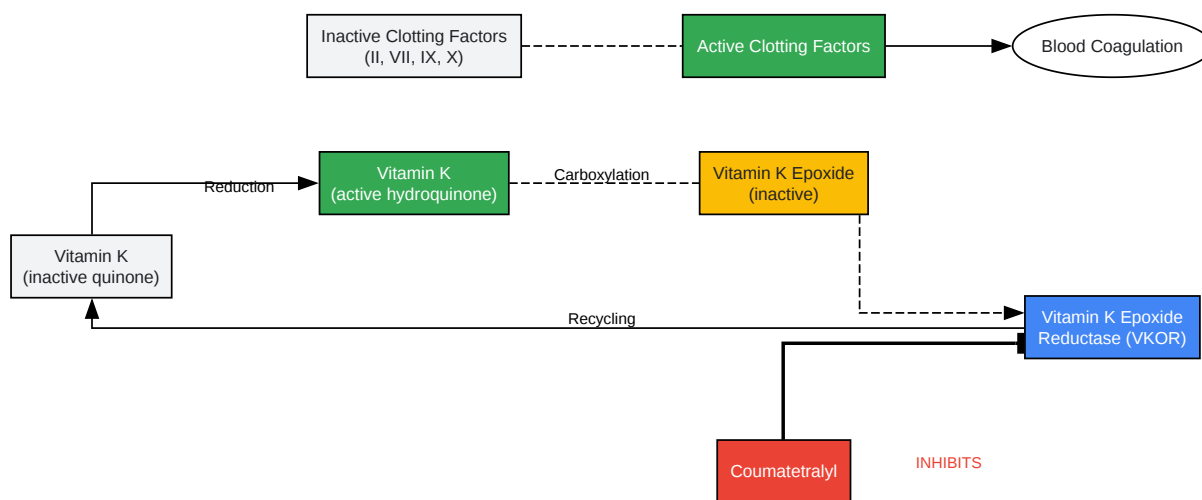 Inactive Clotting Factors
(II, VII, IX, X)
Active Clotting Factors
Blood Coagulation
Vitamin K
(active hydroquinone)
Carboxylation
Vitamin K Epoxide
(inactive)
Reduction
Vitamin K
(inactive quinone)
Recycling
Vitamin K Epoxide
Reductase (VKOR)
Coumatetralyl
INHIBITS